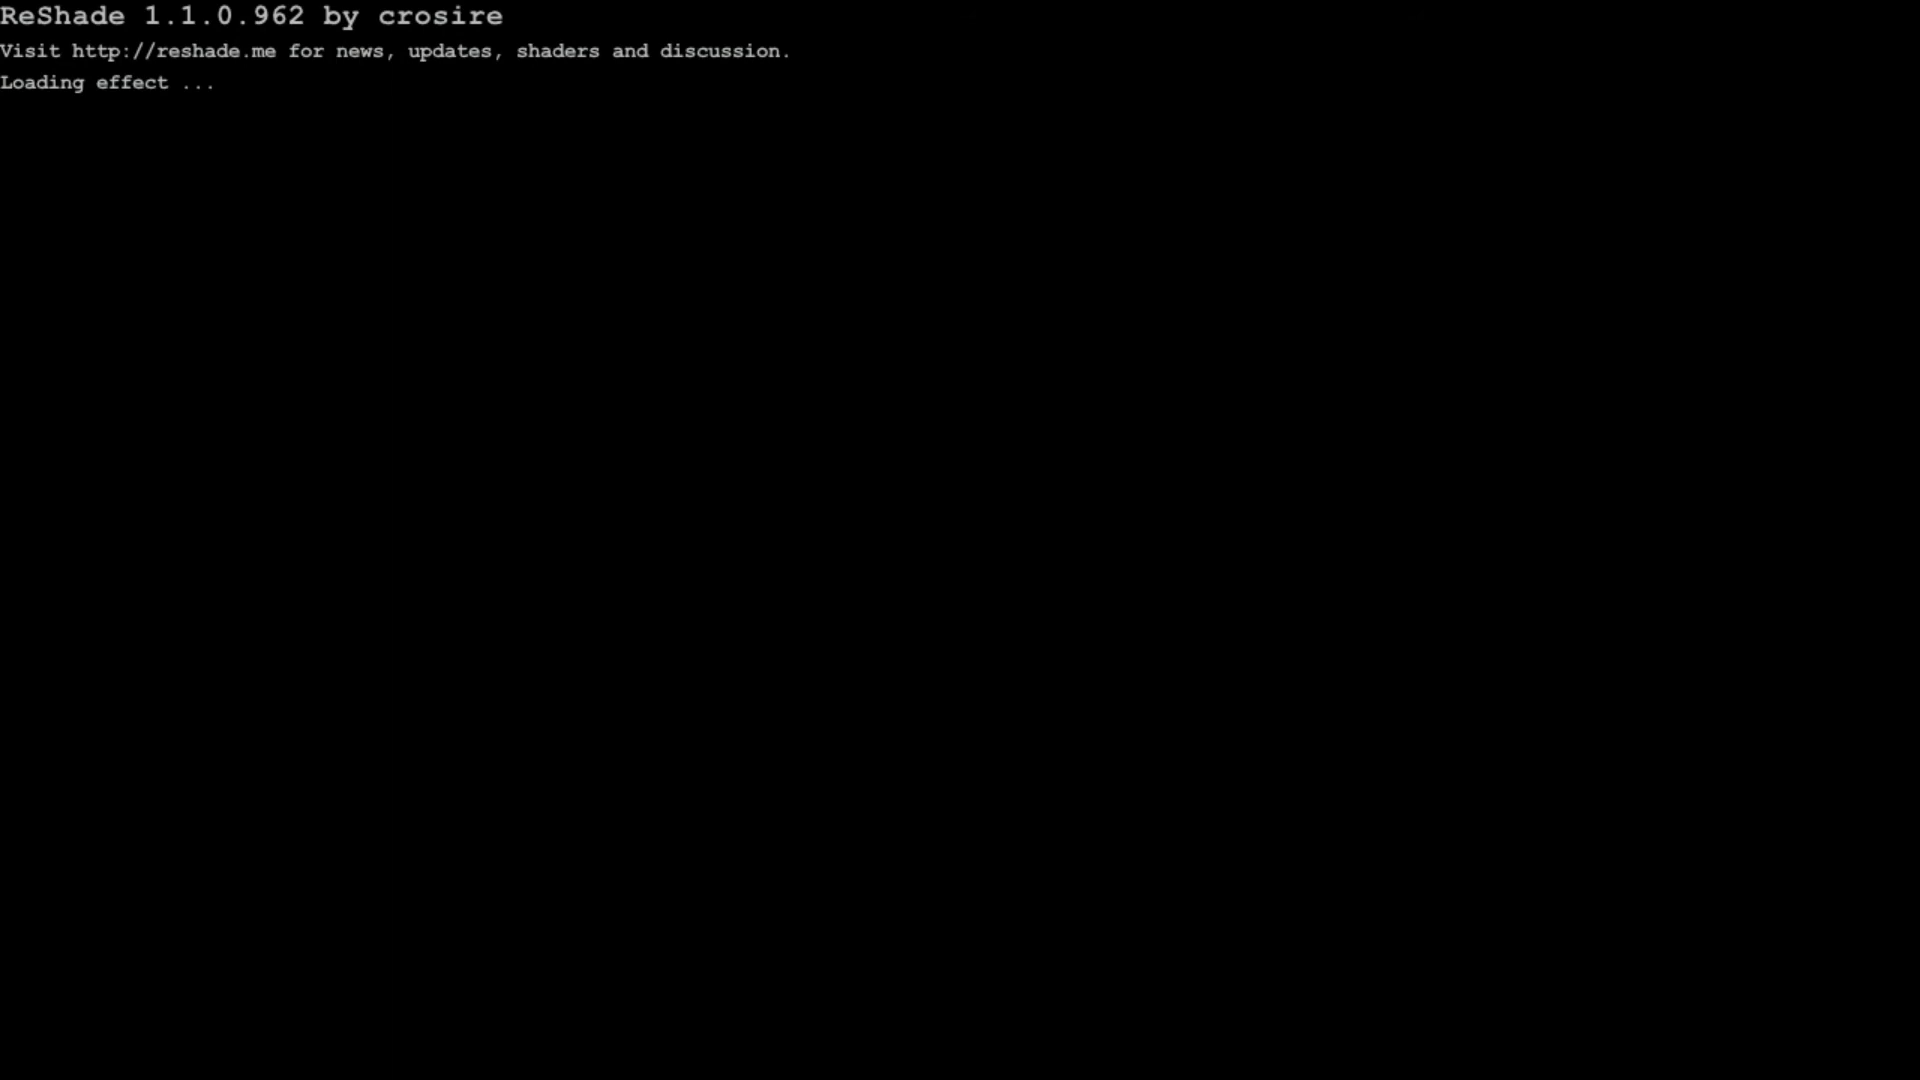 ReShade 1.1.0.962 by crosire
Visit http://reshade.me for news, updates, shaders and discussion.
Loading effect ...